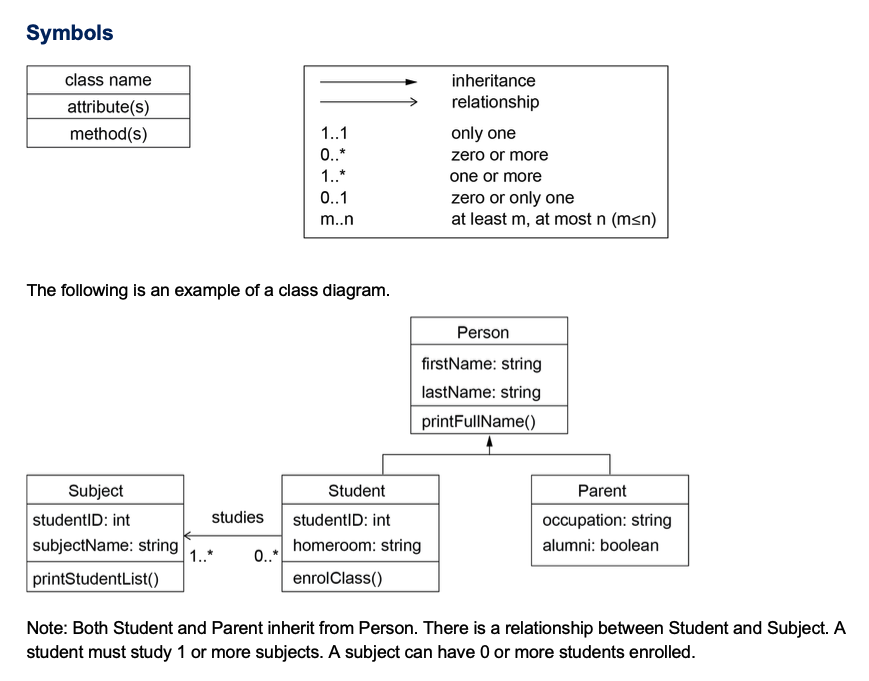 Symbols
class name
attribute(s)
method(s)
inheritance
relationship
1..1 only one
0..* zero or more
1..* one or more
0..1 zero or only one
m..n at least m, at most n (m≤n)
The following is an example of a class diagram.
Person
firstName: string
lastName: string
printFullName()
Subject
studentID: int
subjectName: string
printStudentList()
studies
1..* 0..*
Student
studentID: int
homeroom: string
enrolClass()
Parent
occupation: string
alumni: boolean
Note: Both Student and Parent inherit from Person. There is a relationship between Student and Subject. A
student must study 1 or more subjects. A subject can have 0 or more students enrolled.